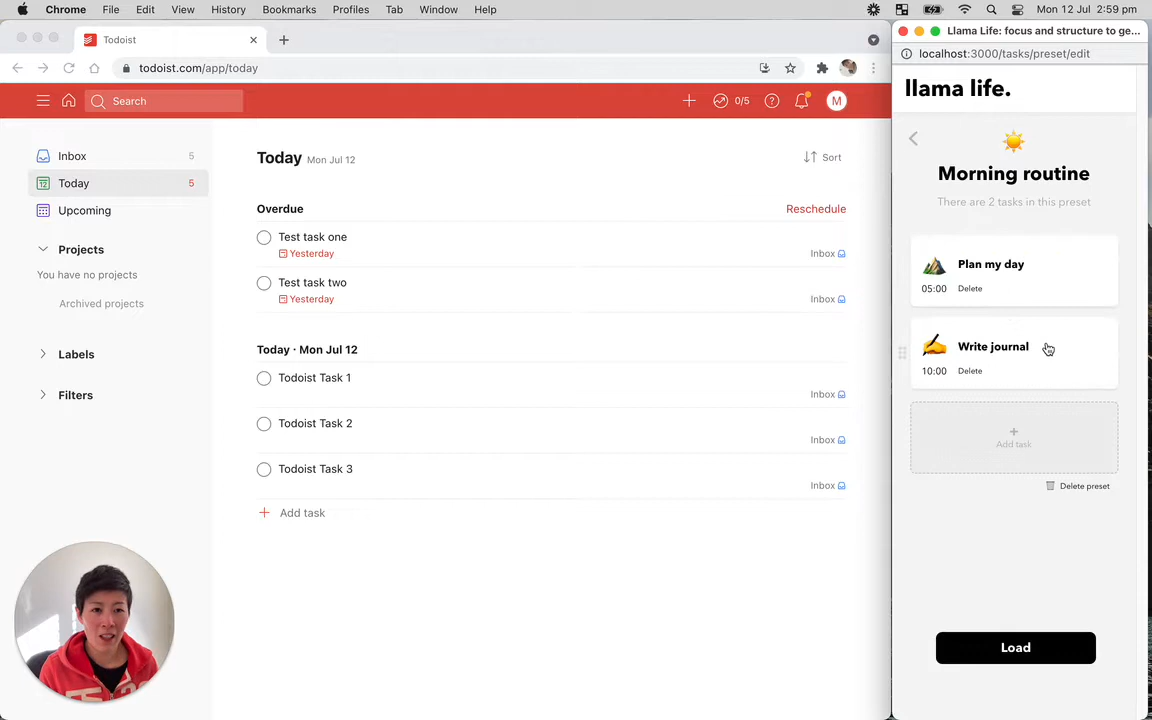 Chrome File Edit View History Bookmarks Profiles Tab Window Help Mon 12 Jul 2:59 pm
Todoist
todoist.com/app/today
Search
0/5
M
Inbox 5
Today 5
Upcoming
Projects
You have no projects
Archived projects
Labels
Filters
Today Mon Jul 12
Sort
Overdue
Reschedule
Test task one
Yesterday
Inbox
Test task two
Yesterday
Inbox
Today · Mon Jul 12
Todoist Task 1
Inbox
Todoist Task 2
Inbox
Todoist Task 3
Inbox
Add task
Llama Life: focus and structure to ge...
localhost:3000/tasks/preset/edit
llama life.
Morning routine
There are 2 tasks in this preset
Plan my day
05:00 Delete
Write journal
10:00 Delete
+
Add task
Delete preset
Load